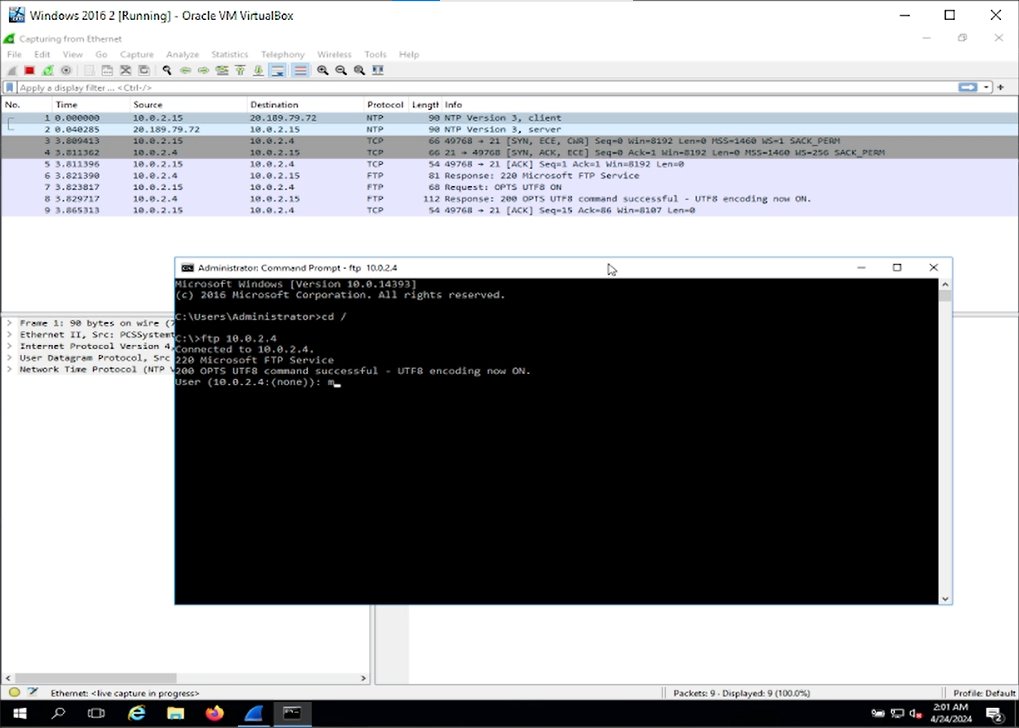 Windows 2016 2 [Running] - Oracle VM VirtualBox
Capturing from Ethernet
File Edit View Go Capture Analyze Statistics Telephony Wireless Tools Help
Apply a display filter ... <Ctrl-/>
No. Time Source Destination Protocol Length Info
1 0.000000 10.0.2.15 20.189.79.72 NTP 90 NTP Version 3, client
2 0.040285 20.189.79.72 10.0.2.15 NTP 90 NTP Version 3, server
3 3.809413 10.0.2.15 10.0.2.4 TCP 66 49768 → 21 [SYN, ECE, CWR] Seq=0 Win=8192 Len=0 MSS=1460 WS=1 SACK_PERM
4 3.811362 10.0.2.4 10.0.2.15 TCP 66 21 → 49768 [SYN, ACK, ECE] Seq=0 Ack=1 Win=8192 Len=0 MSS=1460 WS=256 SACK_PERM
5 3.811396 10.0.2.15 10.0.2.4 TCP 54 49768 → 21 [ACK] Seq=1 Ack=1 Win=8192 Len=0
6 3.821390 10.0.2.4 10.0.2.15 FTP 81 Response: 220 Microsoft FTP Service
7 3.823817 10.0.2.15 10.0.2.4 FTP 68 Request: OPTS UTF8 ON
8 3.829717 10.0.2.4 10.0.2.15 FTP 112 Response: 200 OPTS UTF8 command successful - UTF8 encoding now ON.
9 3.865313 10.0.2.15 10.0.2.4 TCP 54 49768 → 21 [ACK] Seq=15 Ack=86 Win=8107 Len=0
Administrator: Command Prompt - ftp 10.0.2.4
Microsoft Windows [Version 10.0.14393]
(c) 2016 Microsoft Corporation. All rights reserved.
C:\Users\Administrator>cd /
C:\>ftp 10.0.2.4
Connected to 10.0.2.4.
220 Microsoft FTP Service
200 OPTS UTF8 command successful - UTF8 encoding now ON.
User (10.0.2.4:(none)): m
Frame 1: 90 bytes on wire (7
Ethernet II, Src: PCSSystemt
Internet Protocol Version 4,
User Datagram Protocol, Src
Network Time Protocol (NTP V
Ethernet: <live capture in progress>
Packets: 9 · Displayed: 9 (100.0%)
Profile: Default
2:01 AM
4/24/2024
2